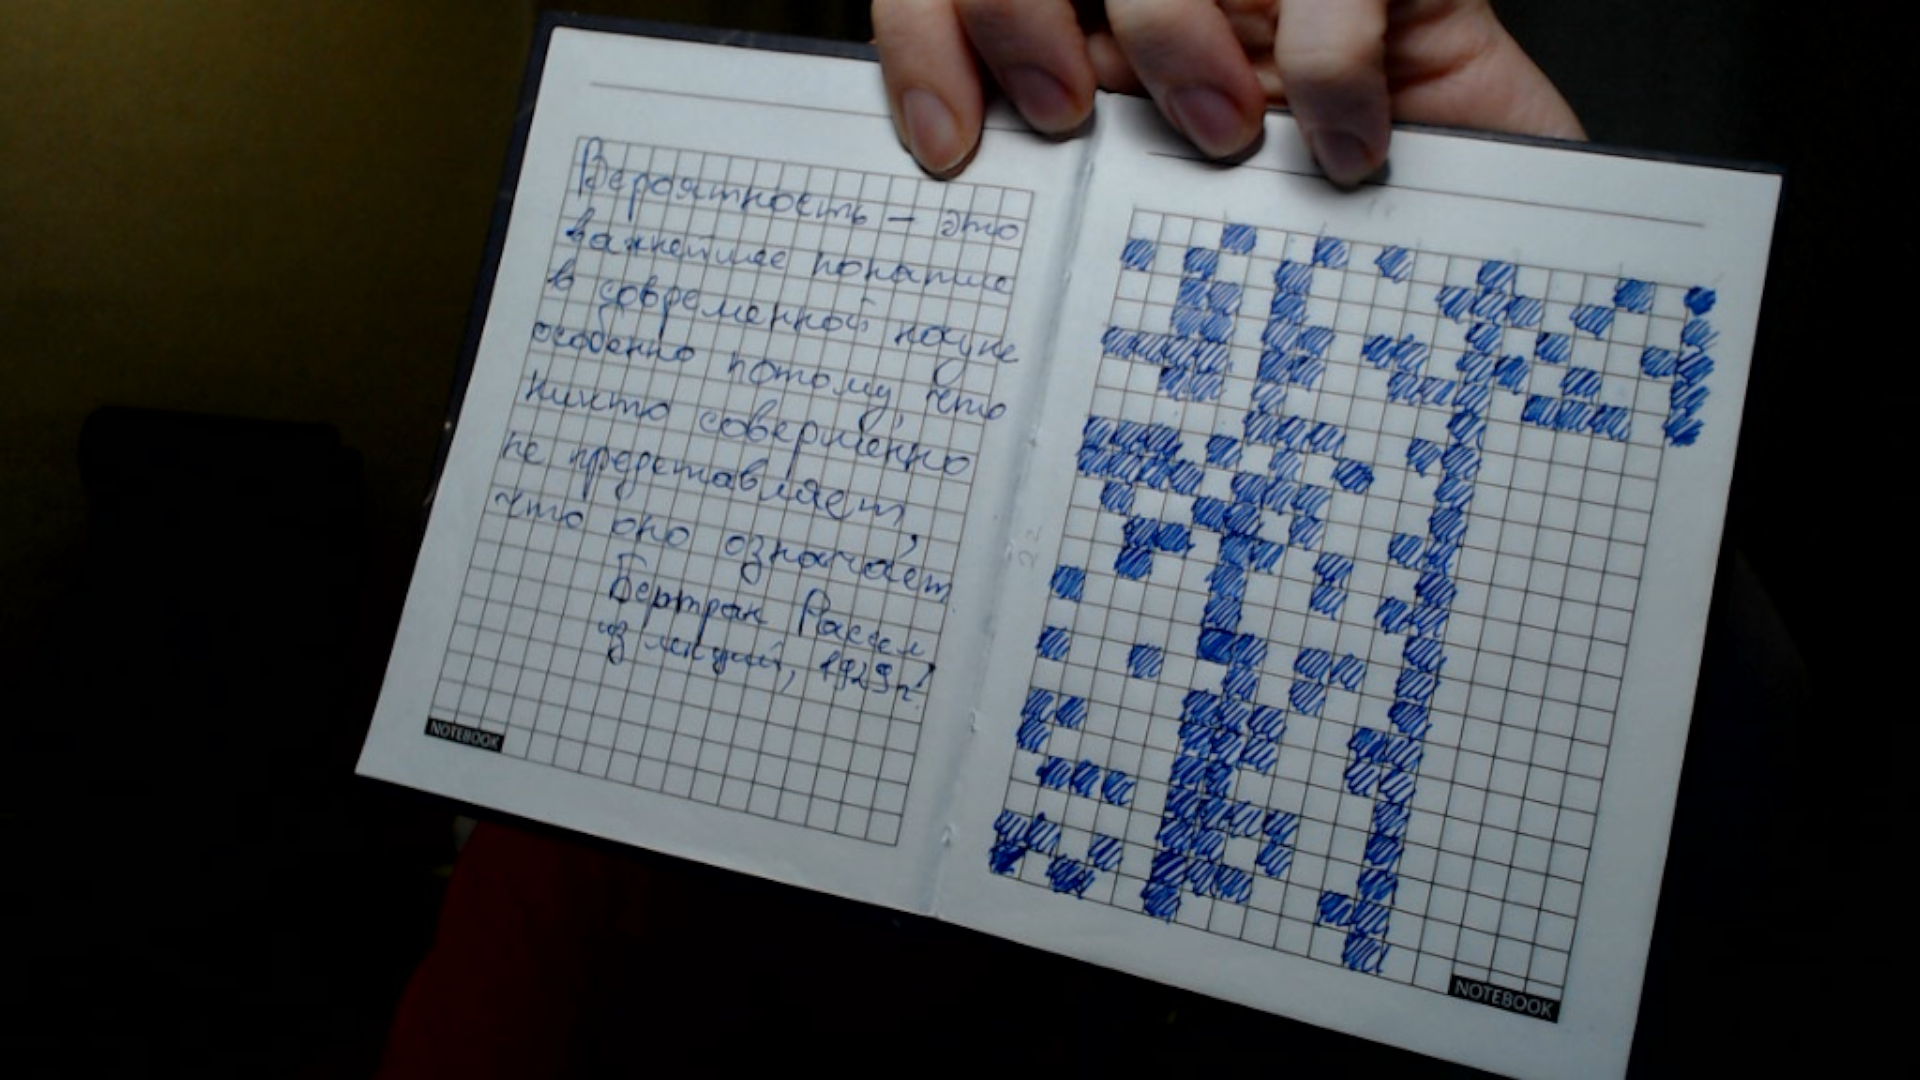 Вероятность – это
важнейшее понятие
в современной науке
особенно потому, что
никто совершенно
не представляет,
что оно означает
Бертран Рассел
из лекций, 1929 г.
NOTEBOOK
NOTEBOOK